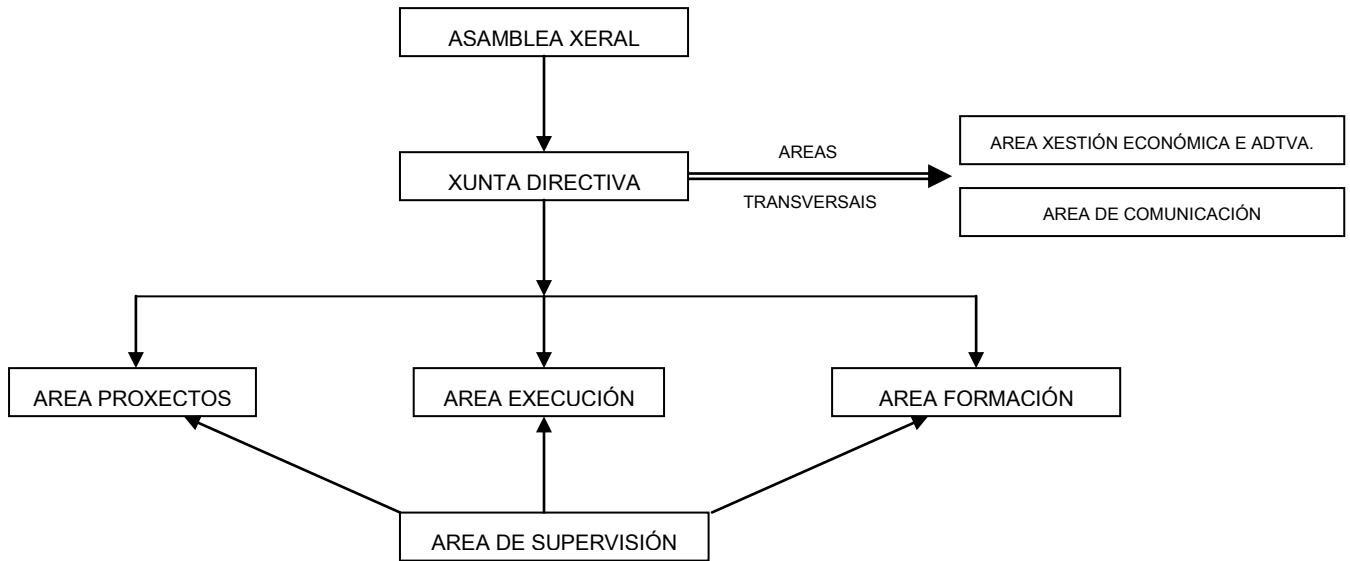 ASAMBLEA XERAL
AREA XESTIÓN ECONÓMICA E ADTVA.
AREAS
XUNTA DIRECTIVA
TRANSVERSAIS
AREA DE COMUNICACIÓN
AREA PROXECTOS
AREA EXECUCIÓN
AREA FORMACIÓN
AREA DE SUPERVISIÓN